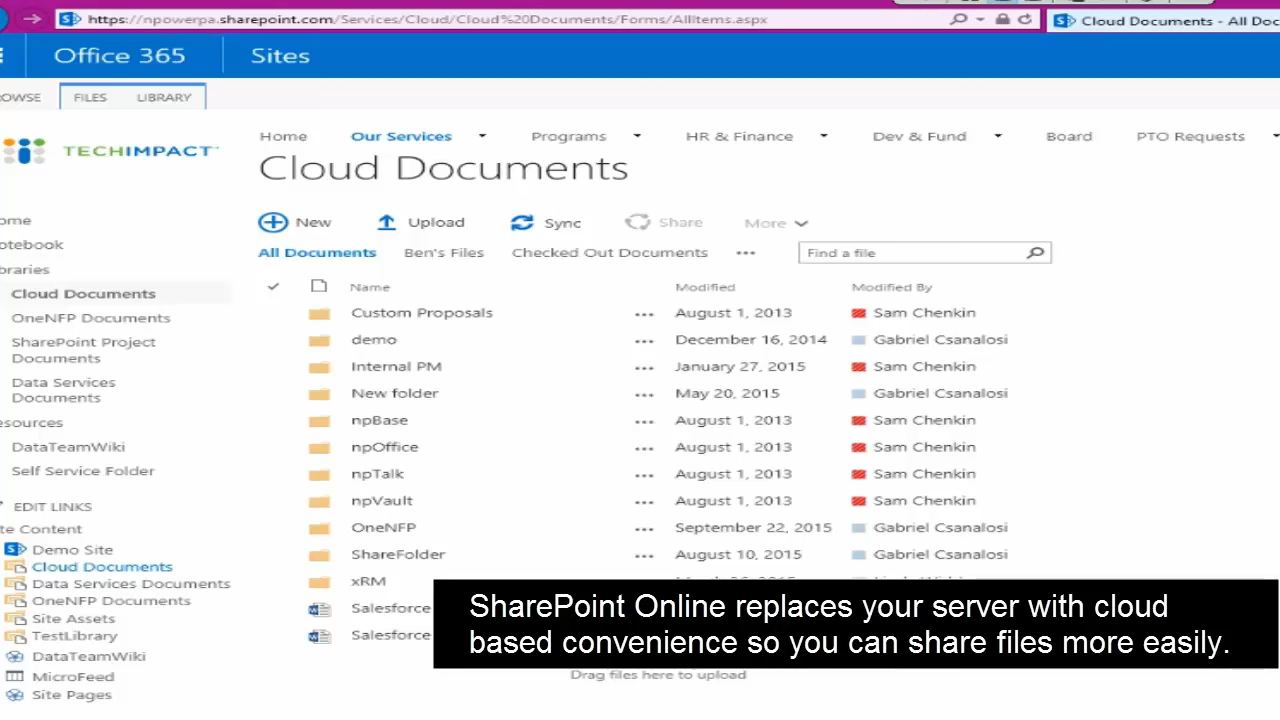 https://npowerpa.sharepoint.com/Services/Cloud/Cloud%20Documents/Forms/AllItems.aspx
Cloud Documents - All Doc
Office 365 Sites
OWSE FILES LIBRARY
TECHIMPACT
Home Our Services Programs HR & Finance Dev & Fund Board PTO Requests
Cloud Documents
New Upload Sync Share More
All Documents Ben's Files Checked Out Documents ... Find a file
Name Modified Modified By
Custom Proposals ... August 1, 2013 Sam Chenkin
demo ... December 16, 2014 Gabriel Csanalosi
Internal PM ... January 27, 2015 Sam Chenkin
New folder ... May 20, 2015 Gabriel Csanalosi
npBase ... August 1, 2013 Sam Chenkin
npOffice ... August 1, 2013 Sam Chenkin
npTalk ... August 1, 2013 Sam Chenkin
npVault ... August 1, 2013 Sam Chenkin
OneNFP ... September 22, 2015 Gabriel Csanalosi
ShareFolder ... August 10, 2015 Gabriel Csanalosi
xRM
Salesforce
Salesforce
Drag files here to upload
ome
otebook
braries
Cloud Documents
OneNFP Documents
SharePoint Project
Documents
Data Services
Documents
esources
DataTeamWiki
Self Service Folder
EDIT LINKS
te Content
Demo Site
Cloud Documents
Data Services Documents
OneNFP Documents
Site Assets
TestLibrary
DataTeamWiki
MicroFeed
Site Pages
SharePoint Online replaces your server with cloud
based convenience so you can share files more easily.